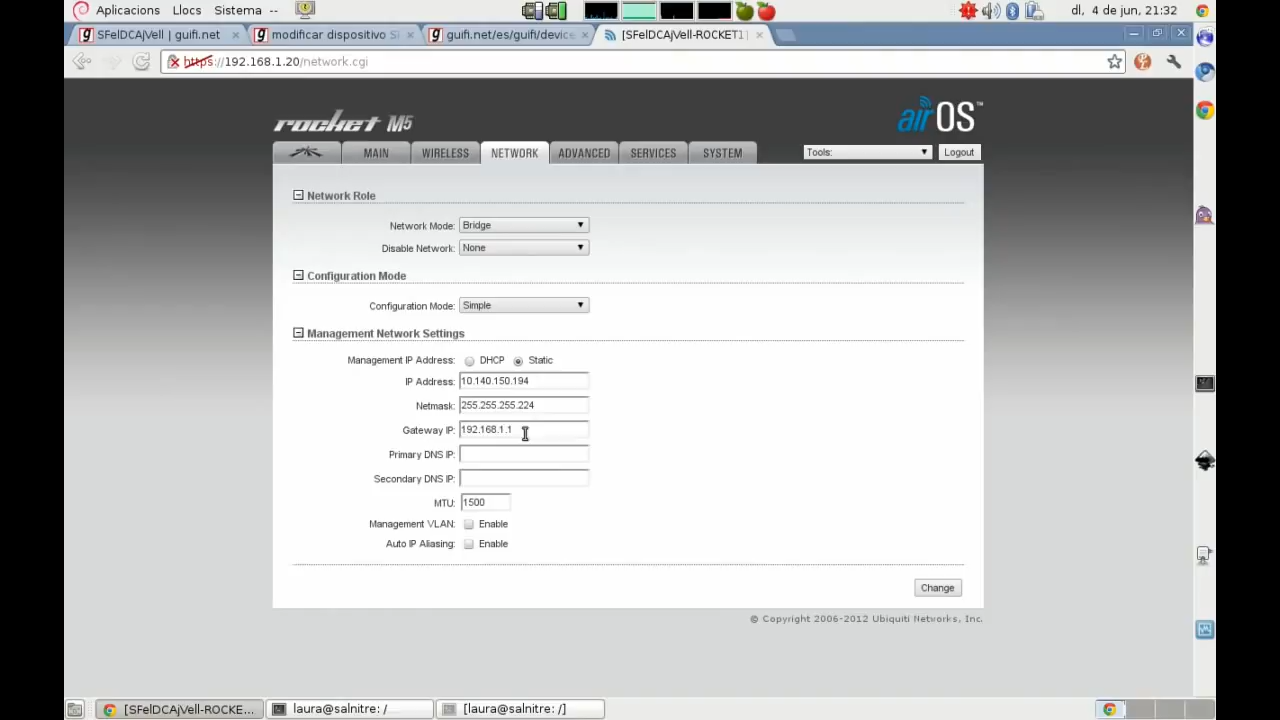 Aplicacions Llocs Sistema -- dl, 4 de jun, 21:32
SFelDCAjVell | guifi.net × modificar dispositivo Si × guifi.net/es/guifi/device × [SFelDCAjVell-ROCKET1] ×
https://192.168.1.20/network.cgi
rocket M5
airOS™
MAIN WIRELESS NETWORK ADVANCED SERVICES SYSTEM Tools: Logout
Network Role
Network Mode: Bridge
Disable Network: None
Configuration Mode
Configuration Mode: Simple
Management Network Settings
Management IP Address: DHCP Static
IP Address: 10.140.150.194
Netmask: 255.255.255.224
Gateway IP: 192.168.1.1
Primary DNS IP:
Secondary DNS IP:
MTU: 1500
Management VLAN: Enable
Auto IP Aliasing: Enable
Change
© Copyright 2006-2012 Ubiquiti Networks, Inc.
[SFelDCAjVell-ROCKE... laura@salnitre: / [laura@salnitre: /]